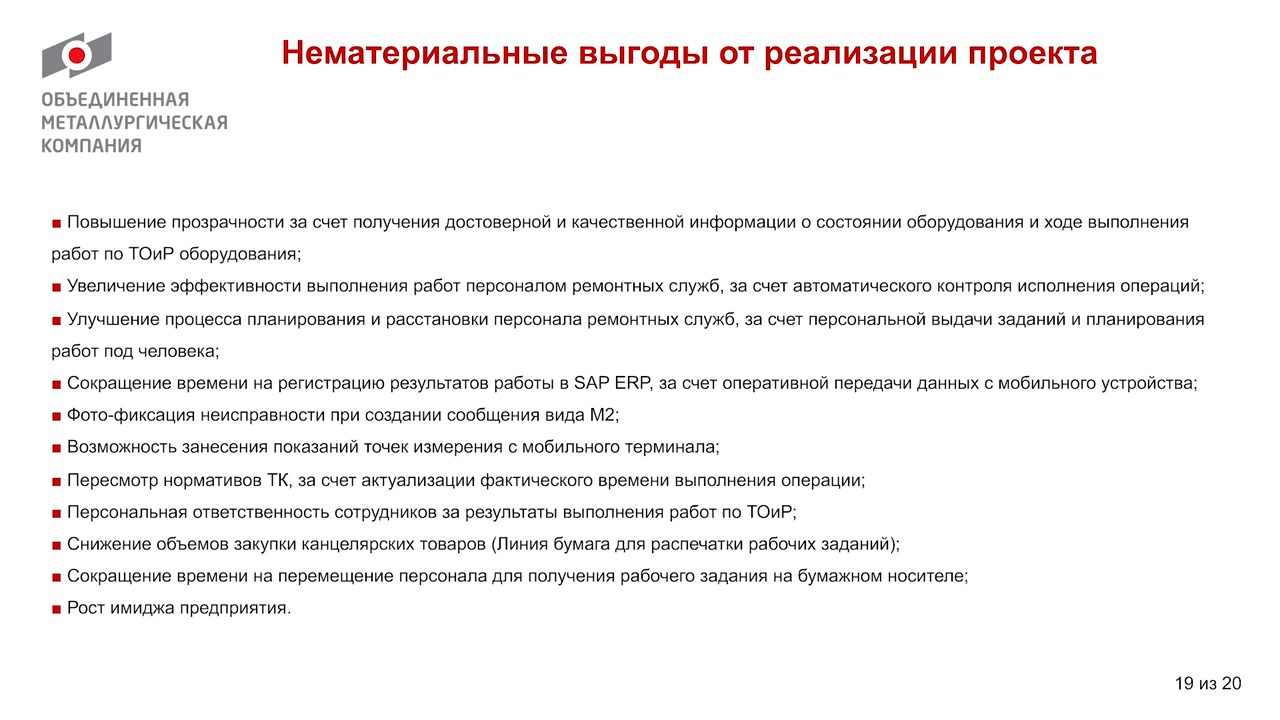 Нематериальные выгоды от реализации проекта
ОБЪЕДИНЕННАЯ
МЕТАЛЛУРГИЧЕСКАЯ
КОМПАНИЯ
■ Повышение прозрачности за счет получения достоверной и качественной информации о состоянии оборудования и ходе выполнения
работ по ТОиР оборудования;
■ Увеличение эффективности выполнения работ персоналом ремонтных служб, за счет автоматического контроля исполнения операций;
■ Улучшение процесса планирования и расстановки персонала ремонтных служб, за счет персональной выдачи заданий и планирования
работ под человека;
■ Сокращение времени на регистрацию результатов работы в SAP ERP, за счет оперативной передачи данных с мобильного устройства;
■ Фото-фиксация неисправности при создании сообщения вида М2;
■ Возможность занесения показаний точек измерения с мобильного терминала;
■ Пересмотр нормативов ТК, за счет актуализации фактического времени выполнения операции;
■ Персональная ответственность сотрудников за результаты выполнения работ по ТОиР;
■ Снижение объемов закупки канцелярских товаров (Линия бумага для распечатки рабочих заданий);
■ Сокращение времени на перемещение персонала для получения рабочего задания на бумажном носителе;
■ Рост имиджа предприятия.
19 из 20